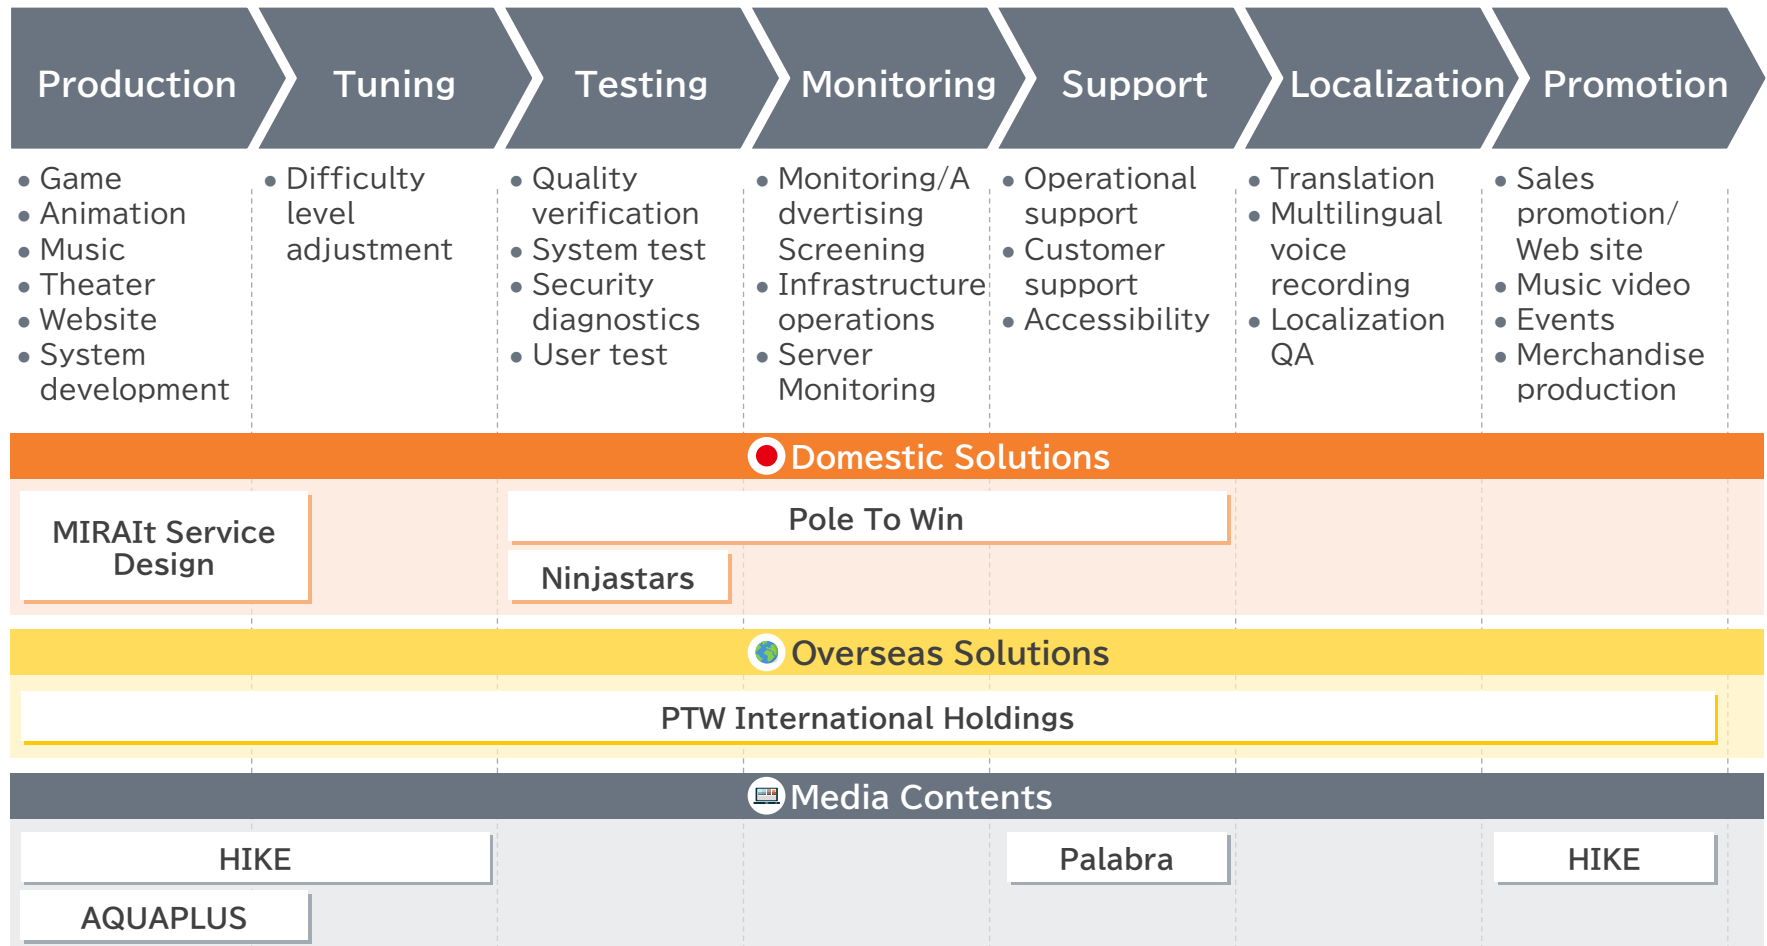 Production
Tuning
Testing
Monitoring
Support
Localization
Promotion
Game
Animation
Music
Theater
Website
System
development
Difficulty
level
adjustment
Quality
verification
System test
Security
diagnostics
User test
Monitoring/A
dvertising
Screening
Infrastructure
operations
Server
Monitoring
Operational
support
Customer
support
Accessibility
Translation
Multilingual
voice
recording
Localization
QA
Sales
promotion/
Web site
Music video
Events
Merchandise
production
Domestic Solutions
MIRAIt Service
Design
Pole To Win
Ninjastars
Overseas Solutions
PTW International Holdings
Media Contents
HIKE
Palabra
HIKE
AQUAPLUS